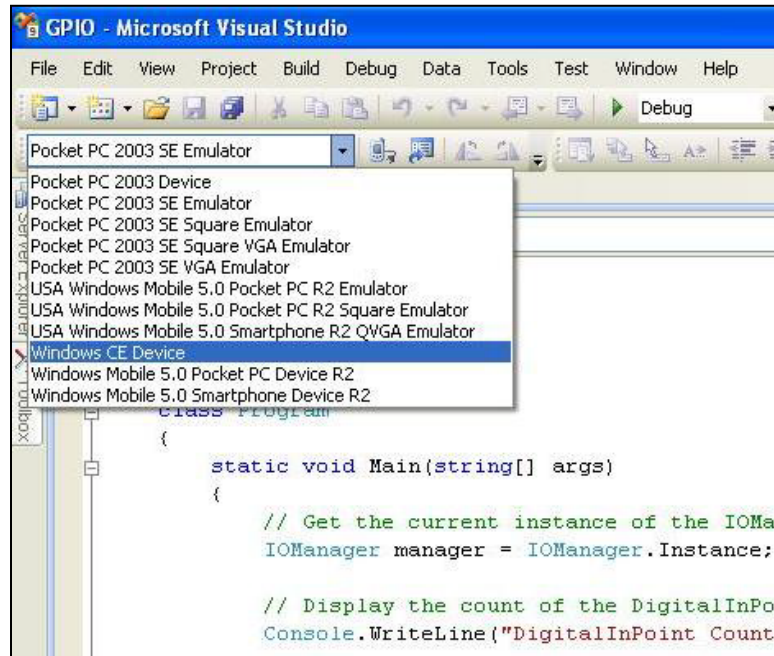 GPIO - Microsoft Visual Studio
File Edit View Project Build Debug Data Tools Test Window Help
Debug
Pocket PC 2003 SE Emulator
Pocket PC 2003 Device
Pocket PC 2003 SE Emulator
Pocket PC 2003 SE Square Emulator
Pocket PC 2003 SE Square VGA Emulator
Pocket PC 2003 SE VGA Emulator
USA Windows Mobile 5.0 Pocket PC R2 Emulator
USA Windows Mobile 5.0 Pocket PC R2 Square Emulator
USA Windows Mobile 5.0 Smartphone R2 QVGA Emulator
Windows CE Device
Windows Mobile 5.0 Pocket PC Device R2
Windows Mobile 5.0 Smartphone Device R2
Server Explorer
Toolbox
class Program
{
static void Main(string[] args)
{
// Get the current instance of the IOMa
IOManager manager = IOManager.Instance;
// Display the count of the DigitalInPo
Console.WriteLine("DigitalInPoint Count